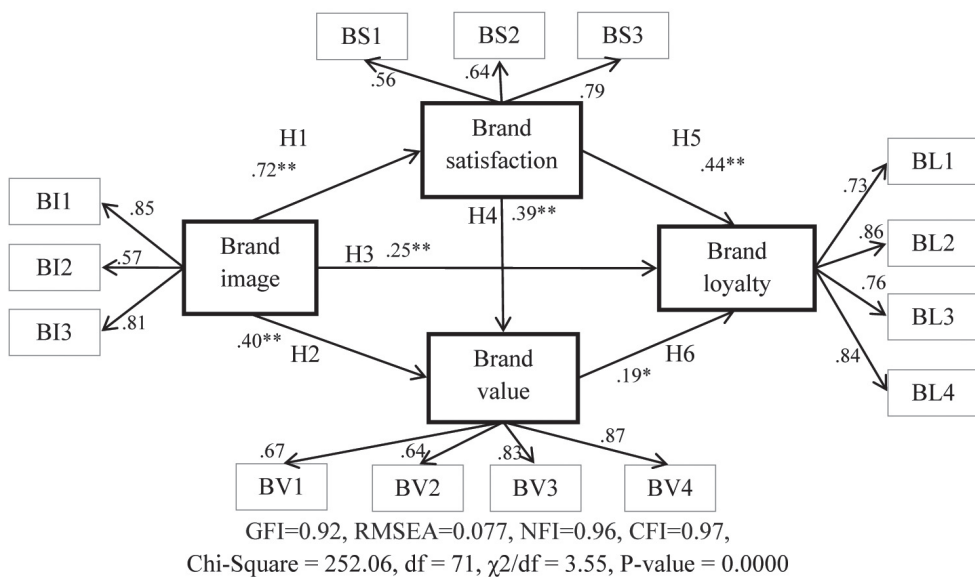 BS1
BS2
BS3
.56
.64
.79
Brand
satisfaction
H1
.72**
H5
.44**
BI1
BI2
BI3
.85
.57
.81
Brand
image
H3
.25**
H4
.39**
Brand
loyalty
BL1
BL2
BL3
BL4
.73
.86
.76
.84
.40**
H2
Brand
value
H6
.19*
.67
.64
.83
.87
BV1
BV2
BV3
BV4
GFI=0.92, RMSEA=0.077, NFI=0.96, CFI=0.97,
Chi-Square = 252.06, df = 71, χ2/df = 3.55, P-value = 0.0000